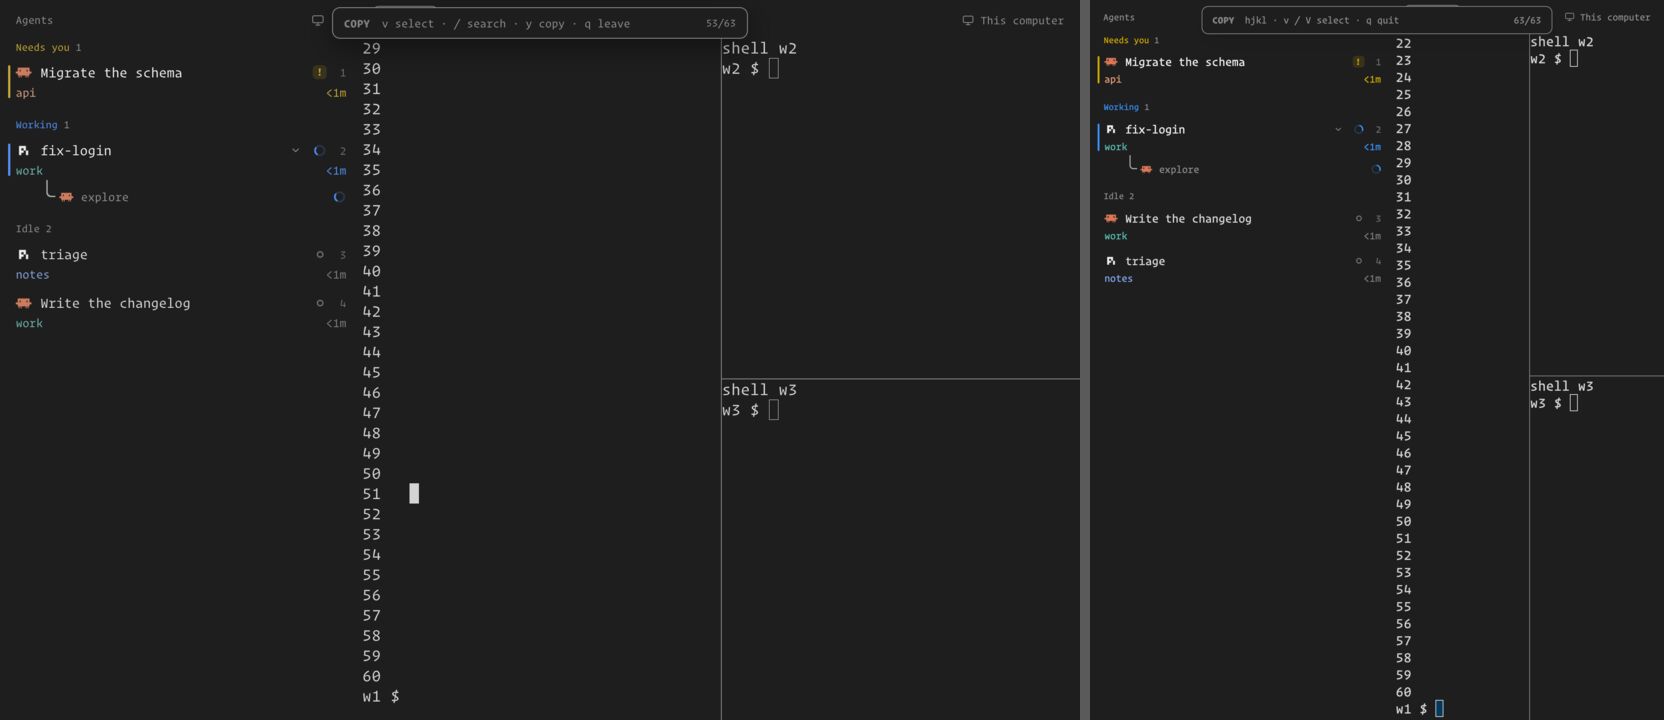 Agents
COPY v select · / search · y copy · q leave 53/63
This computer
Needs you 1
Migrate the schema ! 1
api <1m
Working 1
fix-login 2
work <1m
explore
Idle 2
triage 3
notes <1m
Write the changelog 4
work <1m
29
30
31
32
33
34
35
36
37
38
39
40
41
42
43
44
45
46
47
48
49
50
51
52
53
54
55
56
57
58
59
60
w1 $
shell w2
w2 $
shell w3
w3 $
Agents
COPY hjkl · v / V select · q quit 63/63
This computer
Needs you 1
Migrate the schema ! 1
api <1m
Working 1
fix-login 2
work <1m
explore
Idle 2
Write the changelog 3
work <1m
triage 4
notes <1m
22
23
24
25
26
27
28
29
30
31
32
33
34
35
36
37
38
39
40
41
42
43
44
45
46
47
48
49
50
51
52
53
54
55
56
57
58
59
60
w1 $
shell w2
w2 $
shell w3
w3 $